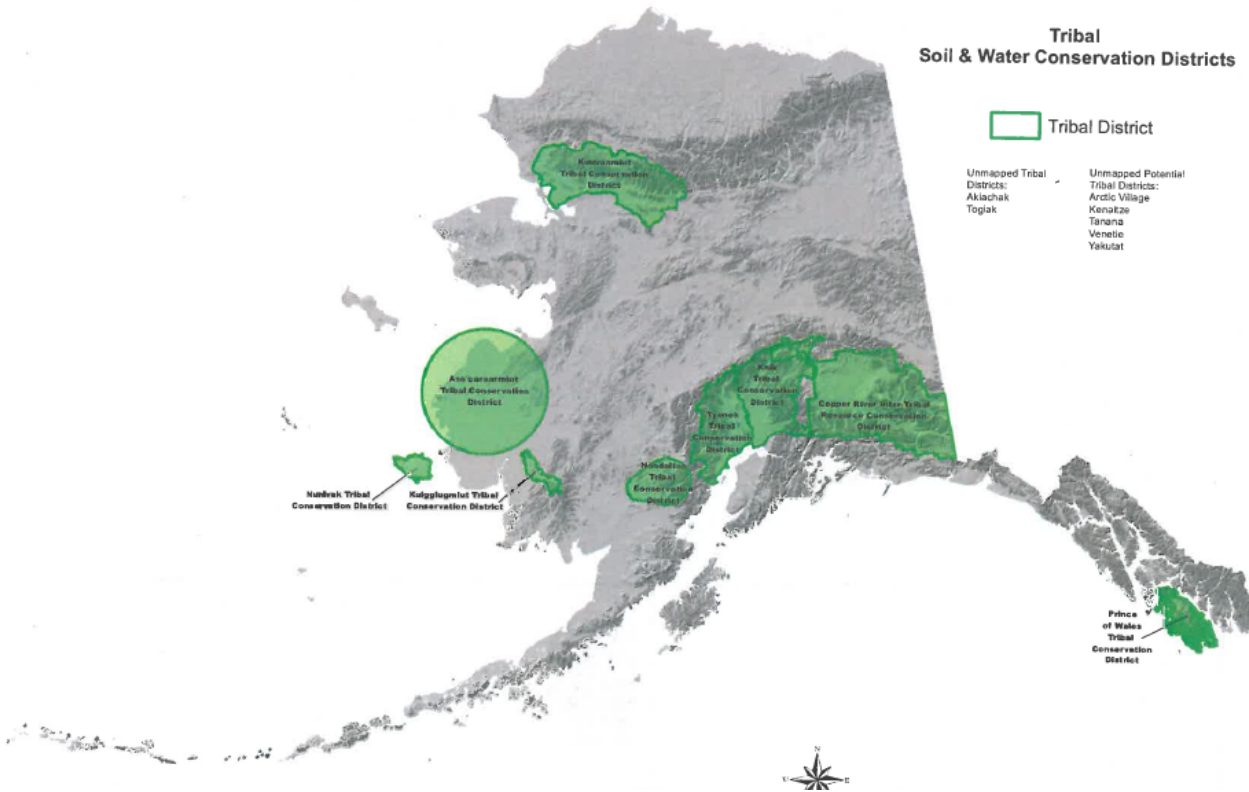 Tribal
Soil & Water Conservation Districts
Tribal District
Unmapped Tribal
Districts:
Akiachak
Togiak
Unmapped Potential
Tribal Districts:
Arctic Village
Kenaitze
Tanana
Venetie
Yakutat
Tribal Conservation
District
Tribal Conservation
District
Knik
Tribal
Conservation
District
Tyonek
Tribal
Conservation
District
Copper River Inter-Tribal
Resource Conservation
District
Nondalton
Tribal
Conservation
District
Nunivak Tribal
Conservation District
Kuigglugmiut Tribal
Conservation District
Prince
of Wales
Tribal
Conservation
District
N
E